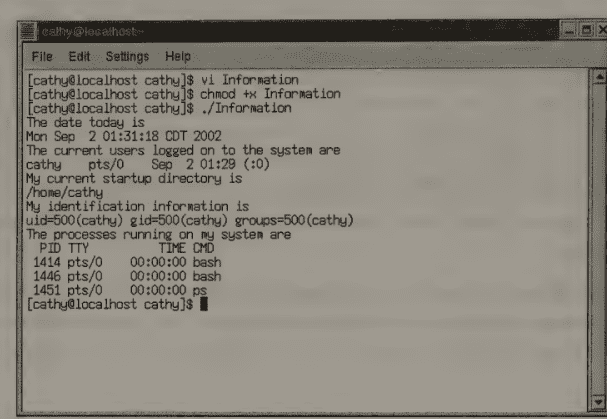 cathy@localhost:~
File Edit Settings Help
[cathy@localhost cathy]$ vi Information
[cathy@localhost cathy]$ chmod +x Information
[cathy@localhost cathy]$ ./Information
The date today is
Mon Sep  2 01:31:18 CDT 2002
The current users logged on to the system are
cathy    pts/0    Sep  2 01:29 (:0)
My current startup directory is
/home/cathy
My identification information is
uid=500(cathy) gid=500(cathy) groups=500(cathy)
The processes running on my system are
  PID TTY          TIME CMD
 1414 pts/0    00:00:00 bash
 1446 pts/0    00:00:00 bash
 1451 pts/0    00:00:00 ps
[cathy@localhost cathy]$